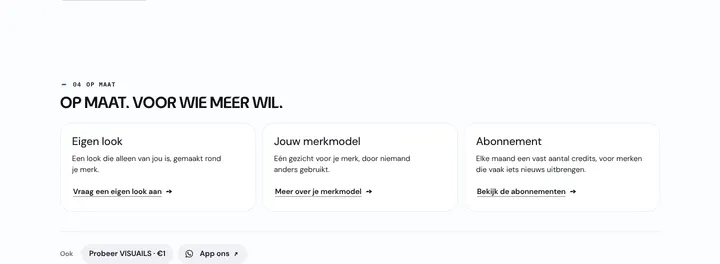 — 04 OP MAAT
OP MAAT. VOOR WIE MEER WIL.
Eigen look
Een look die alleen van jou is, gemaakt rond
je merk.
Vraag een eigen look aan →
Jouw merkmodel
Eén gezicht voor je merk, door niemand
anders gebruikt.
Meer over je merkmodel →
Abonnement
Elke maand een vast aantal credits, voor merken
die vaak iets nieuws uitbrengen.
Bekijk de abonnementen →
Ook Probeer VISUAILS · €1 App ons ↗